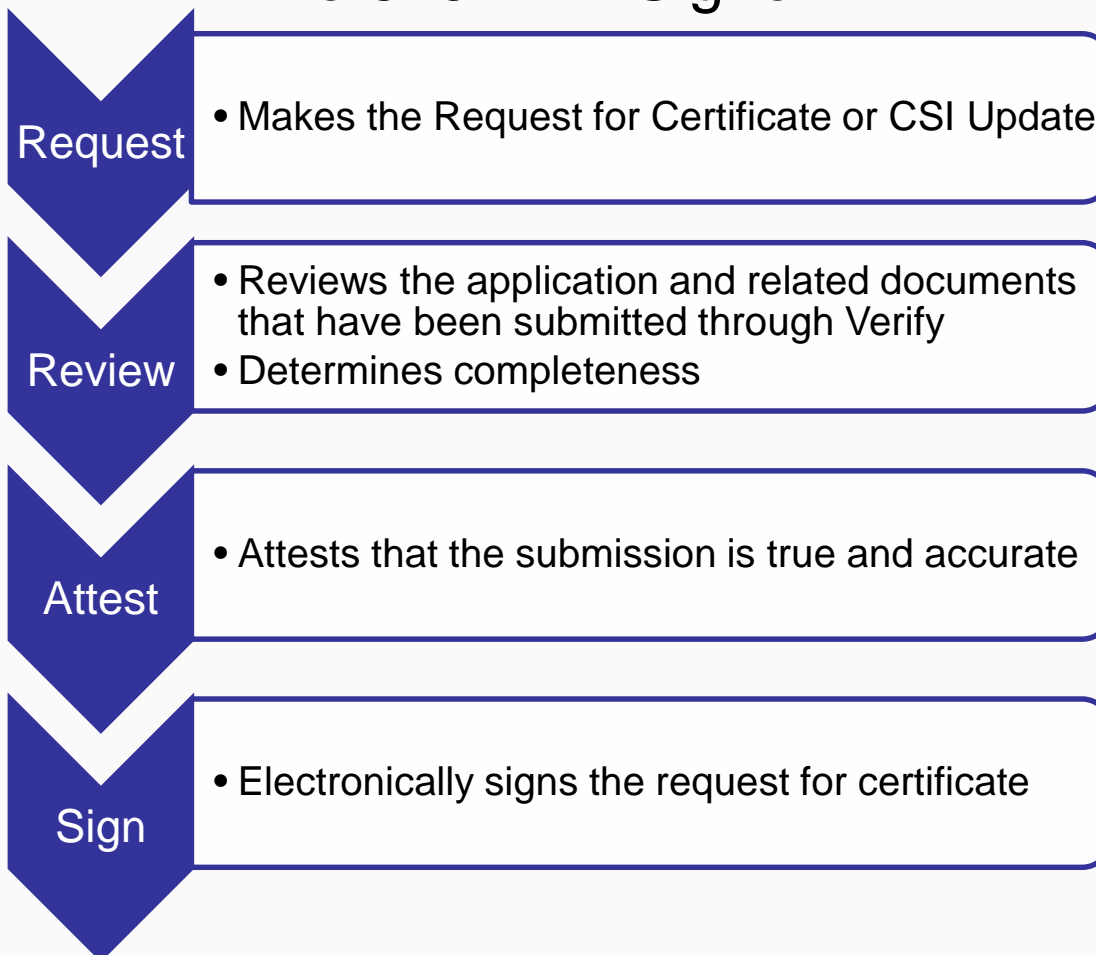 Request
• Makes the Request for Certificate or CSI Update
Review
• Reviews the application and related documents
that have been submitted through Verify
• Determines completeness
Attest
• Attests that the submission is true and accurate
Sign
• Electronically signs the request for certificate